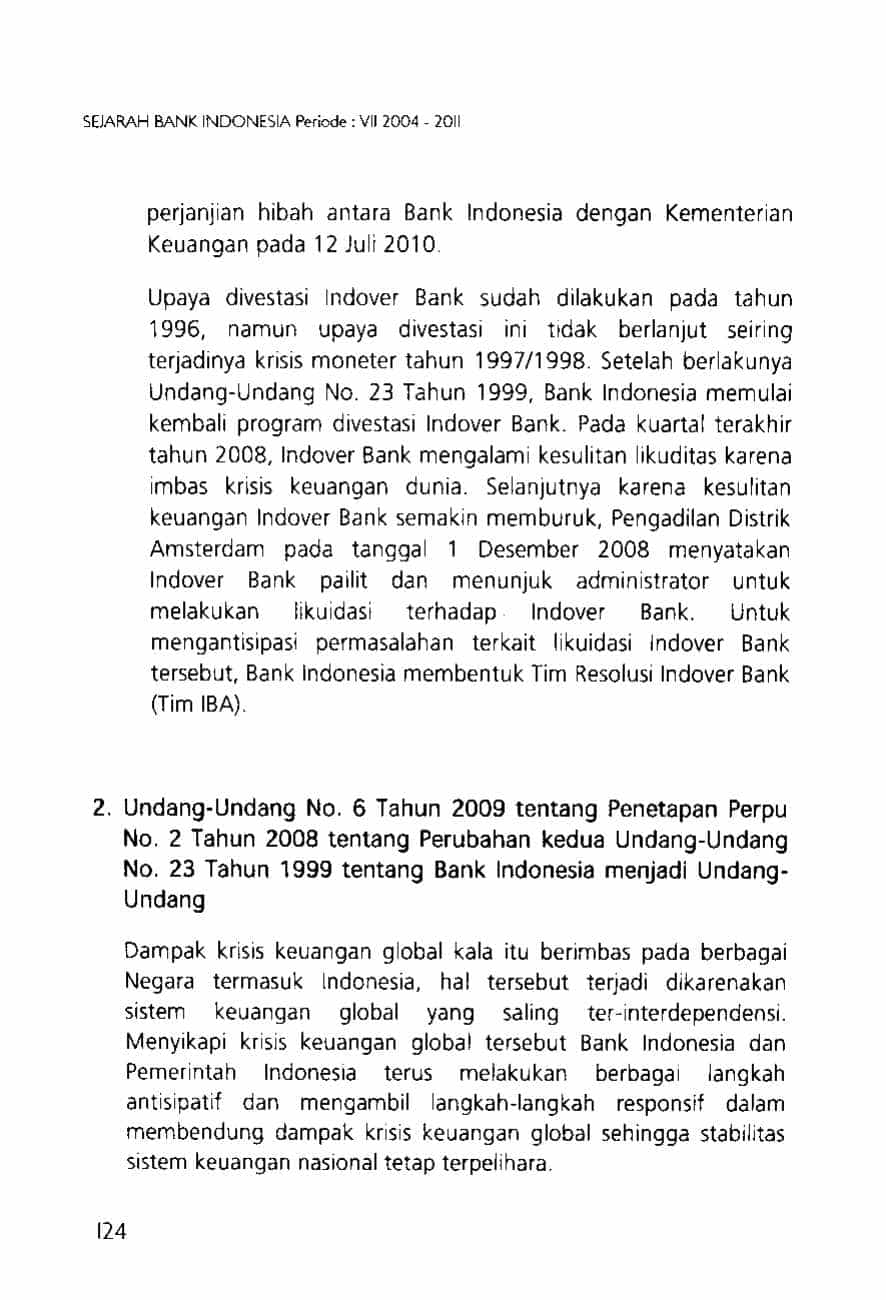 SEJARAH BANK INDONESIA Periode : VII 2004 - 2011
perjanjian hibah antara Bank Indonesia dengan Kementerian
Keuangan pada 12 Juli 2010.
Upaya divestasi Indover Bank sudah dilakukan pada tahun
1996, namun upaya divestasi ini tidak berlanjut seiring
terjadinya krisis moneter tahun 1997/1998. Setelah berlakunya
Undang-Undang No. 23 Tahun 1999, Bank Indonesia memulai
kembali program divestasi Indover Bank. Pada kuartal terakhir
tahun 2008, Indover Bank mengalami kesulitan likuditas karena
imbas krisis keuangan dunia. Selanjutnya karena kesulitan
keuangan Indover Bank semakin memburuk, Pengadilan Distrik
Amsterdam pada tanggal 1 Desember 2008 menyatakan
Indover Bank pailit dan menunjuk administrator untuk
melakukan likuidasi terhadap Indover Bank. Untuk
mengantisipasi permasalahan terkait likuidasi Indover Bank
tersebut, Bank Indonesia membentuk Tim Resolusi Indover Bank
(Tim IBA).
2. Undang-Undang No. 6 Tahun 2009 tentang Penetapan Perpu
No. 2 Tahun 2008 tentang Perubahan kedua Undang-Undang
No. 23 Tahun 1999 tentang Bank Indonesia menjadi Undang-
Undang
Dampak krisis keuangan global kala itu berimbas pada berbagai
Negara termasuk Indonesia, hal tersebut terjadi dikarenakan
sistem keuangan global yang saling ter-interdependensi.
Menyikapi krisis keuangan global tersebut Bank Indonesia dan
Pemerintah Indonesia terus melakukan berbagai langkah
antisipatif dan mengambil langkah-langkah responsif dalam
membendung dampak krisis keuangan global sehingga stabilitas
sistem keuangan nasional tetap terpelihara.
124